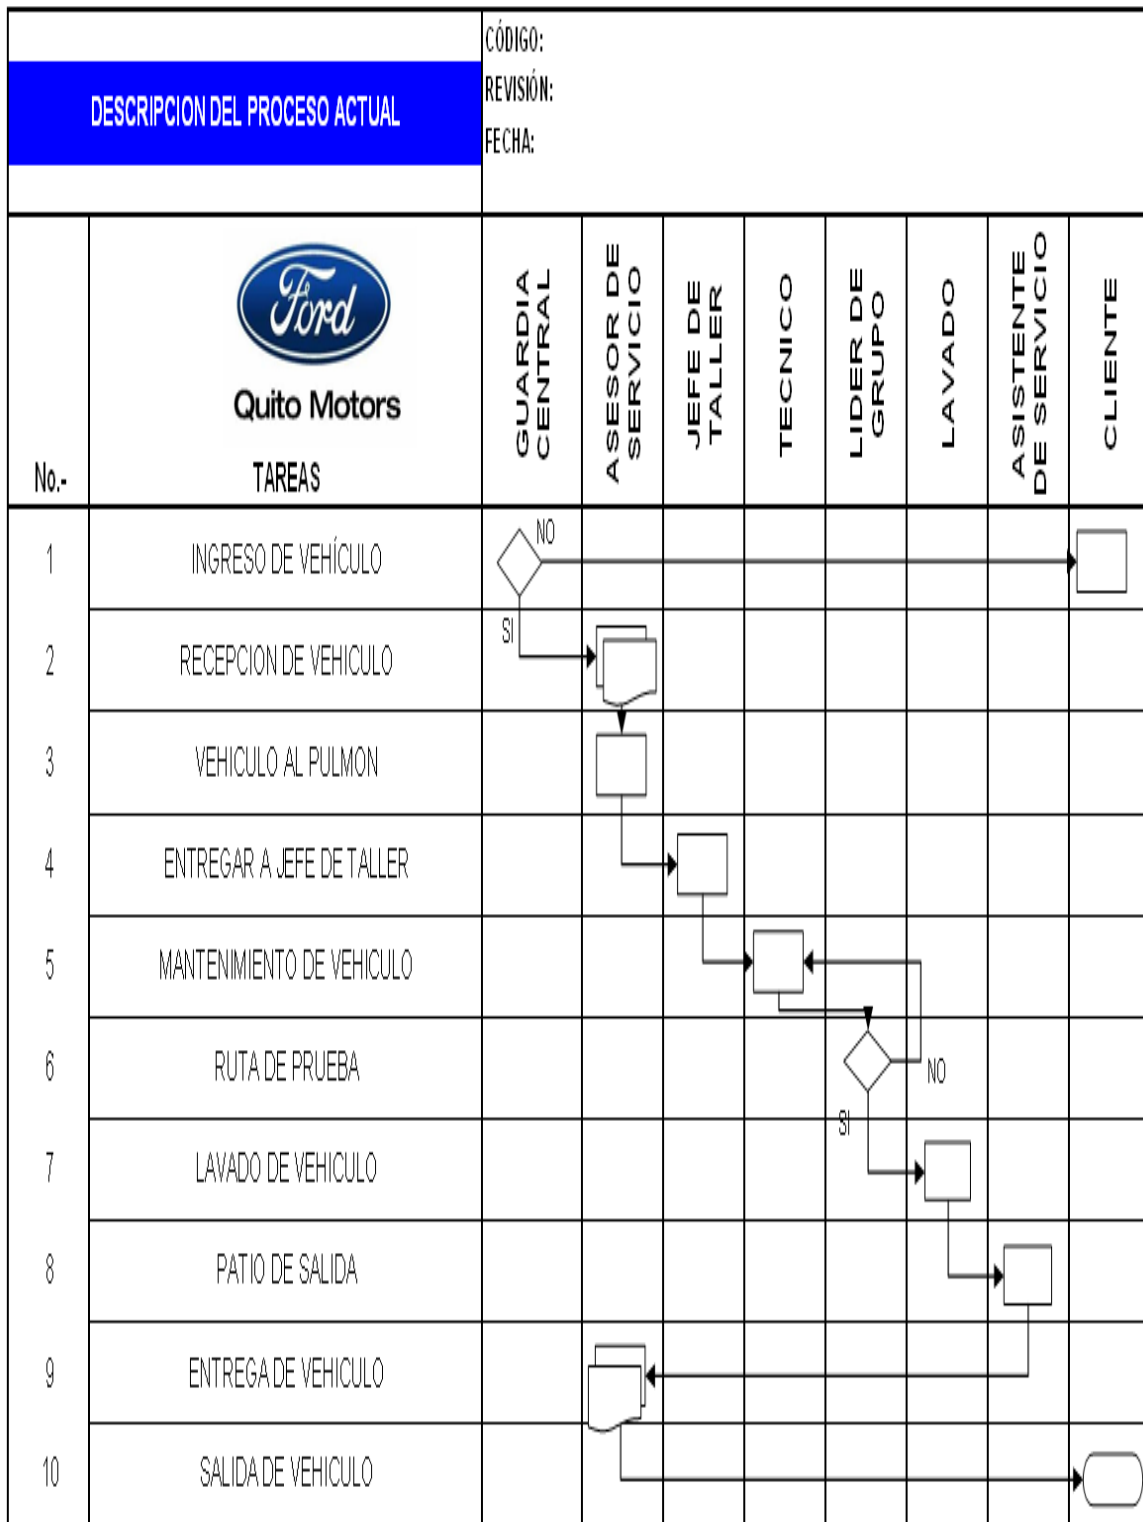 DESCRIPCION DEL PROCESO ACTUAL
CÓDIGO:
REVISIÓN:
FECHA:
Ford
Quito Motors
No.-
TAREAS
GUARDIA
CENTRAL
ASESOR DE
SERVICIO
JEFE DE
TALLER
TECNICO
LIDER DE
GRUPO
LAVADO
ASISTENTE
DE SERVICIO
CLIENTE
1
INGRESO DE VEHÍCULO
NO
SI
2
RECEPCION DE VEHICULO
3
VEHICULO AL PULMON
4
ENTREGAR A JEFE DE TALLER
5
MANTENIMIENTO DE VEHICULO
6
RUTA DE PRUEBA
NO
SI
7
LAVADO DE VEHICULO
8
PATIO DE SALIDA
9
ENTREGA DE VEHICULO
10
SALIDA DE VEHICULO